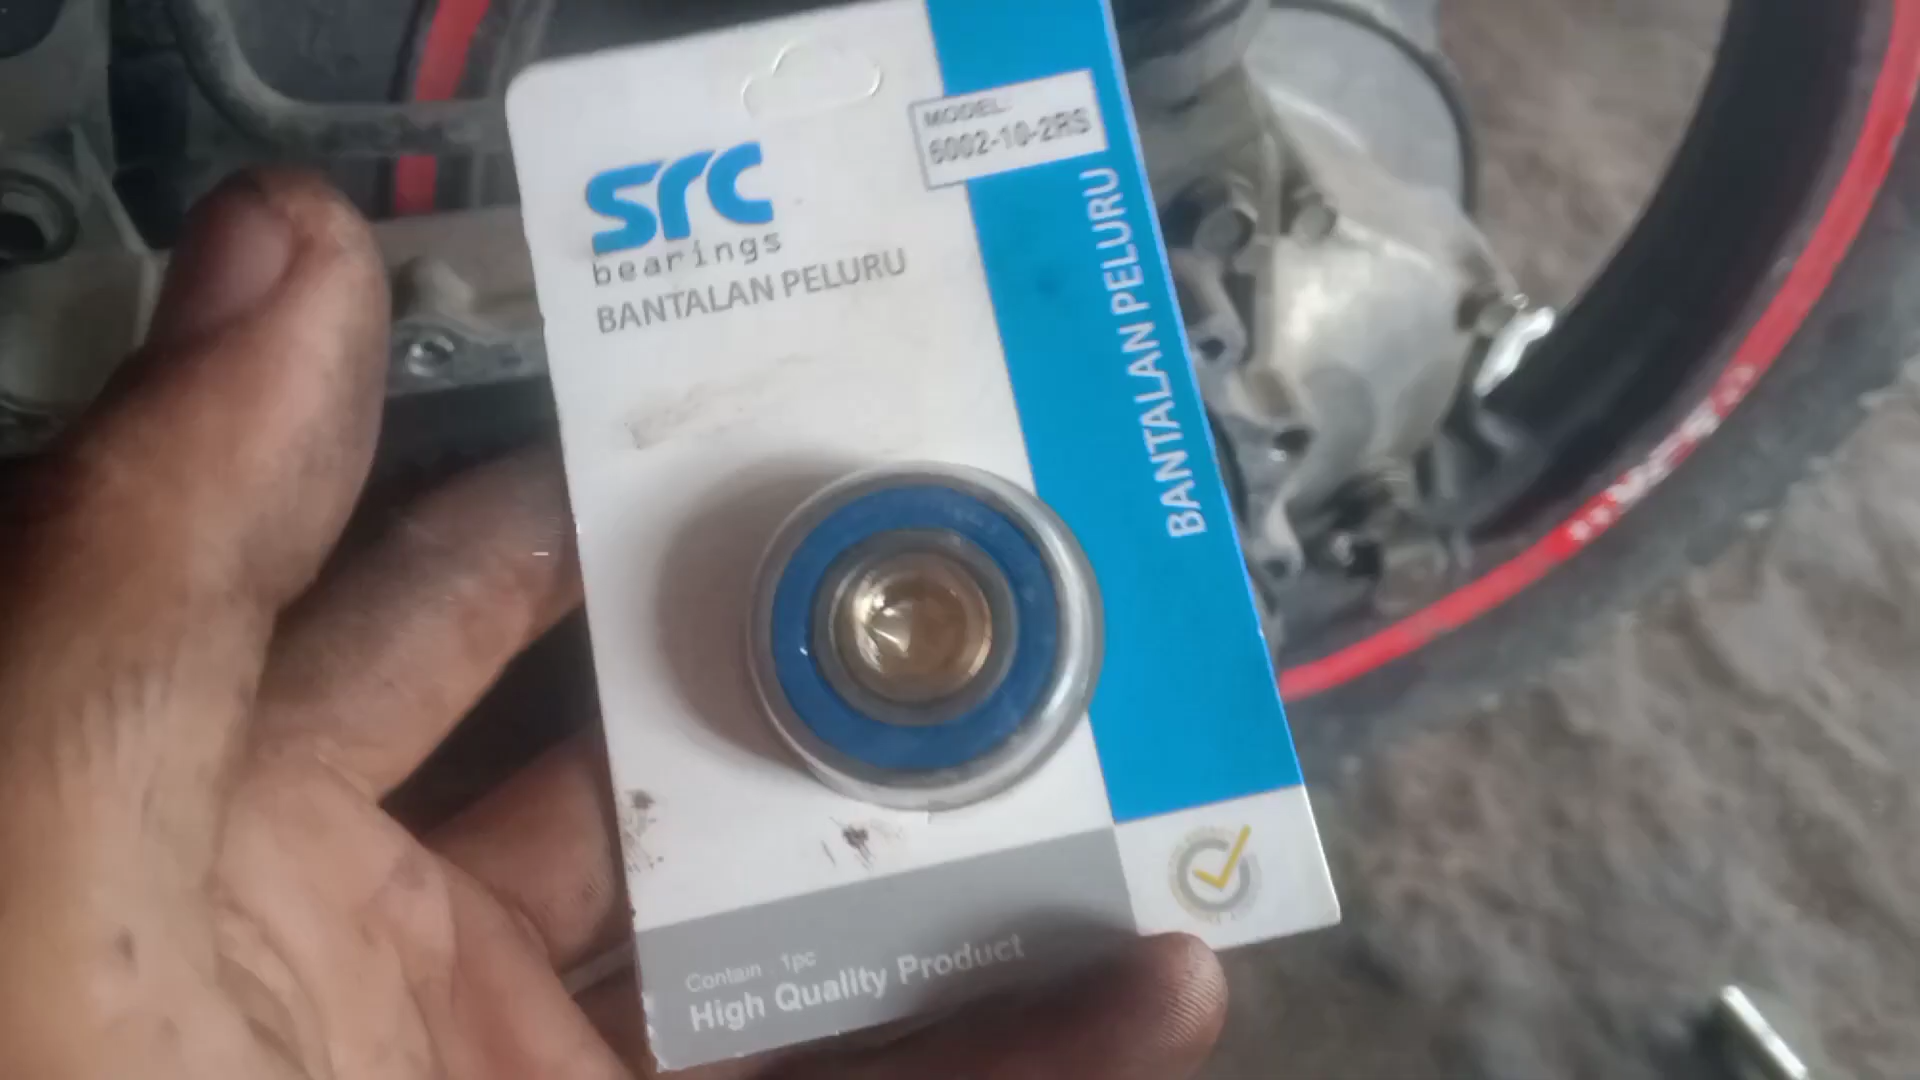 MODEL:
6002-10-2RS
src
bearings
BANTALAN PELURU
BANTALAN PELURU
Contain : 1pc
High Quality Product